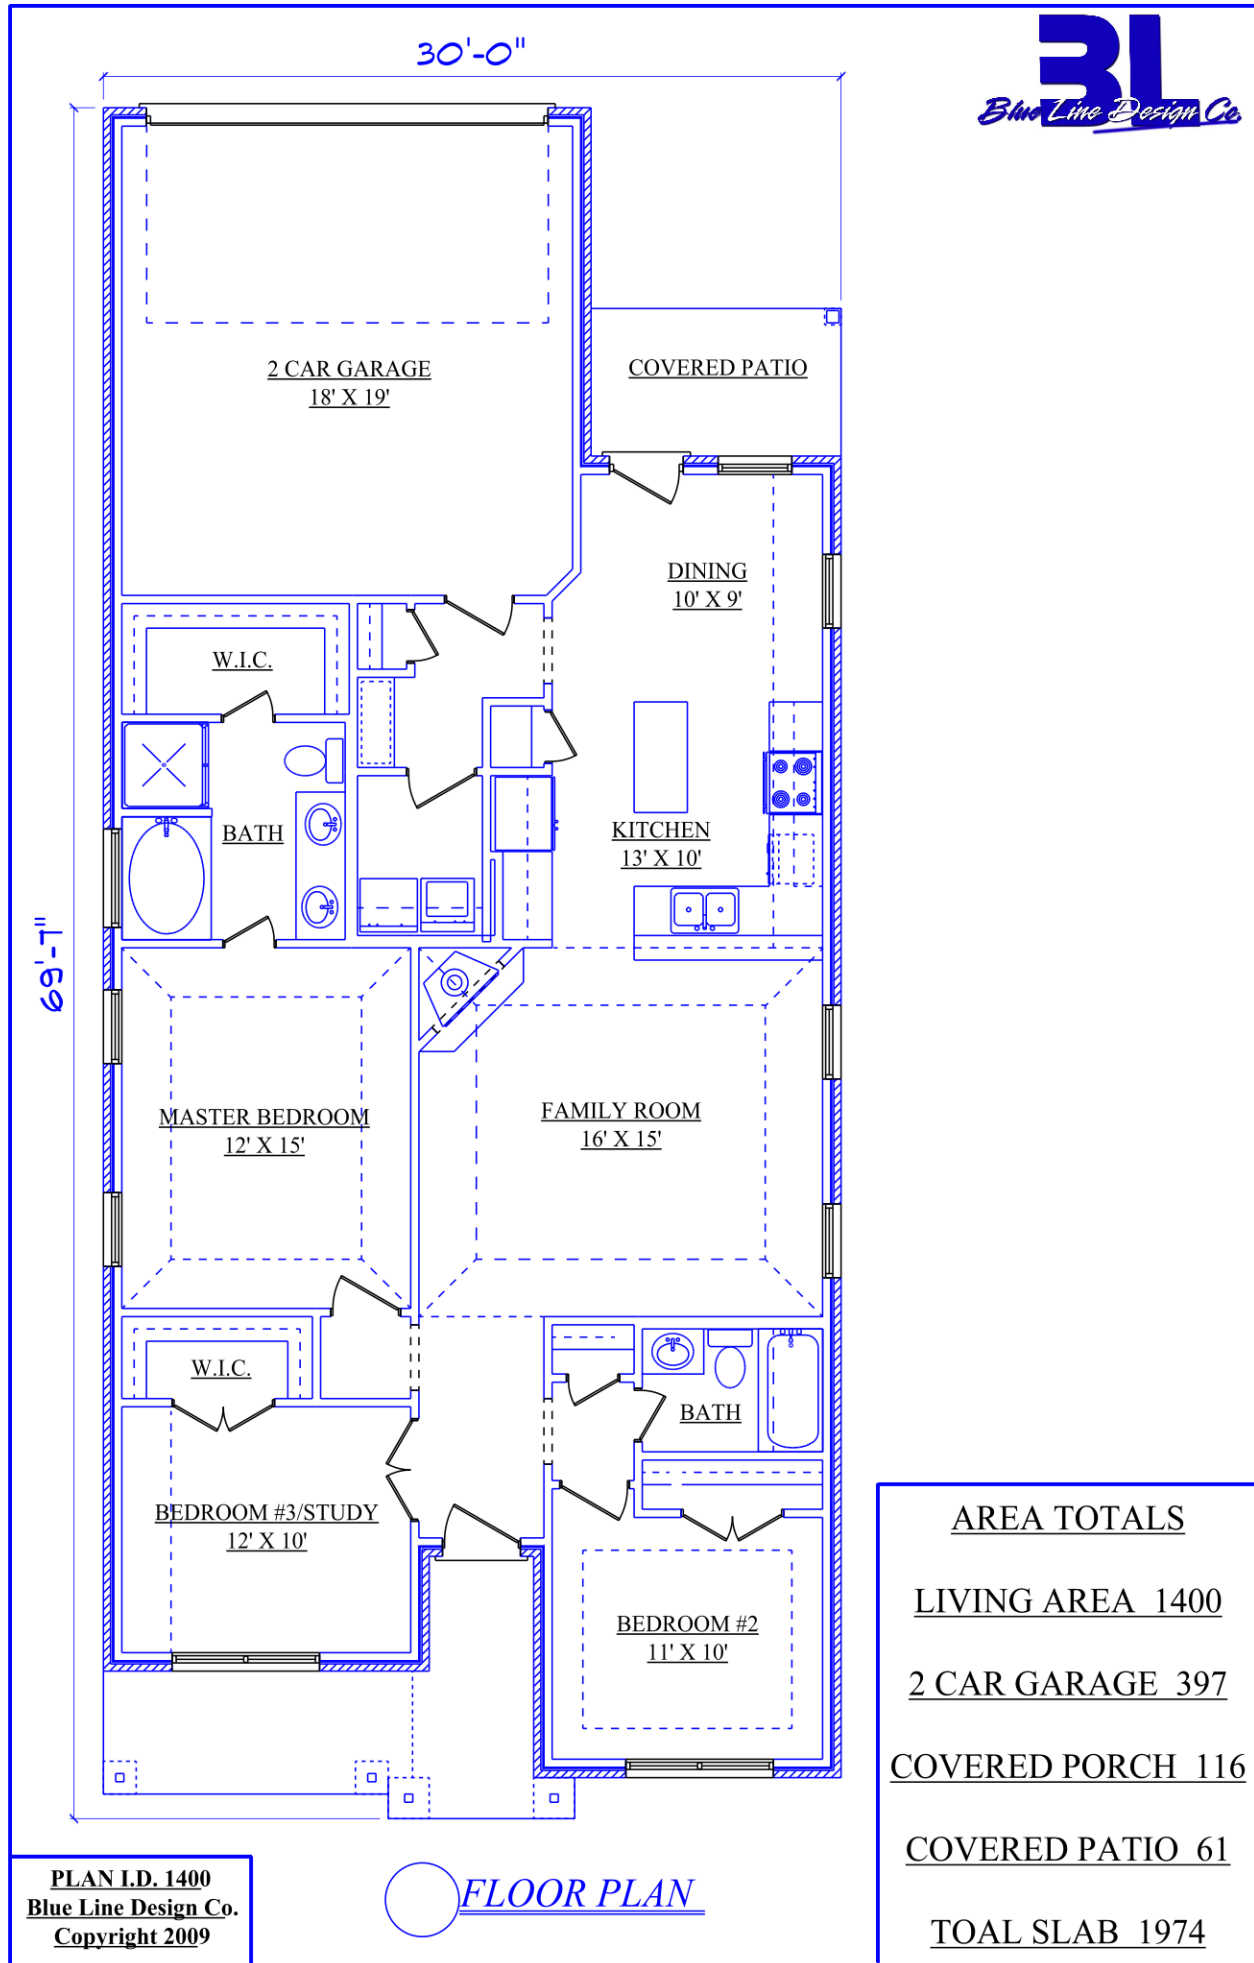 30'-0"
BL
Blue Line Design Co.
2 CAR GARAGE
18' X 19'
COVERED PATIO
DINING
10' X 9'
W.I.C.
BATH
KITCHEN
13' X 10'
69'-7"
MASTER BEDROOM
12' X 15'
FAMILY ROOM
16' X 15'
W.I.C.
BATH
BEDROOM #3/STUDY
12' X 10'
BEDROOM #2
11' X 10'
AREA TOTALS
LIVING AREA 1400
2 CAR GARAGE 397
COVERED PORCH 116
COVERED PATIO 61
TOAL SLAB 1974
PLAN I.D. 1400
Blue Line Design Co.
Copyright 2009
FLOOR PLAN